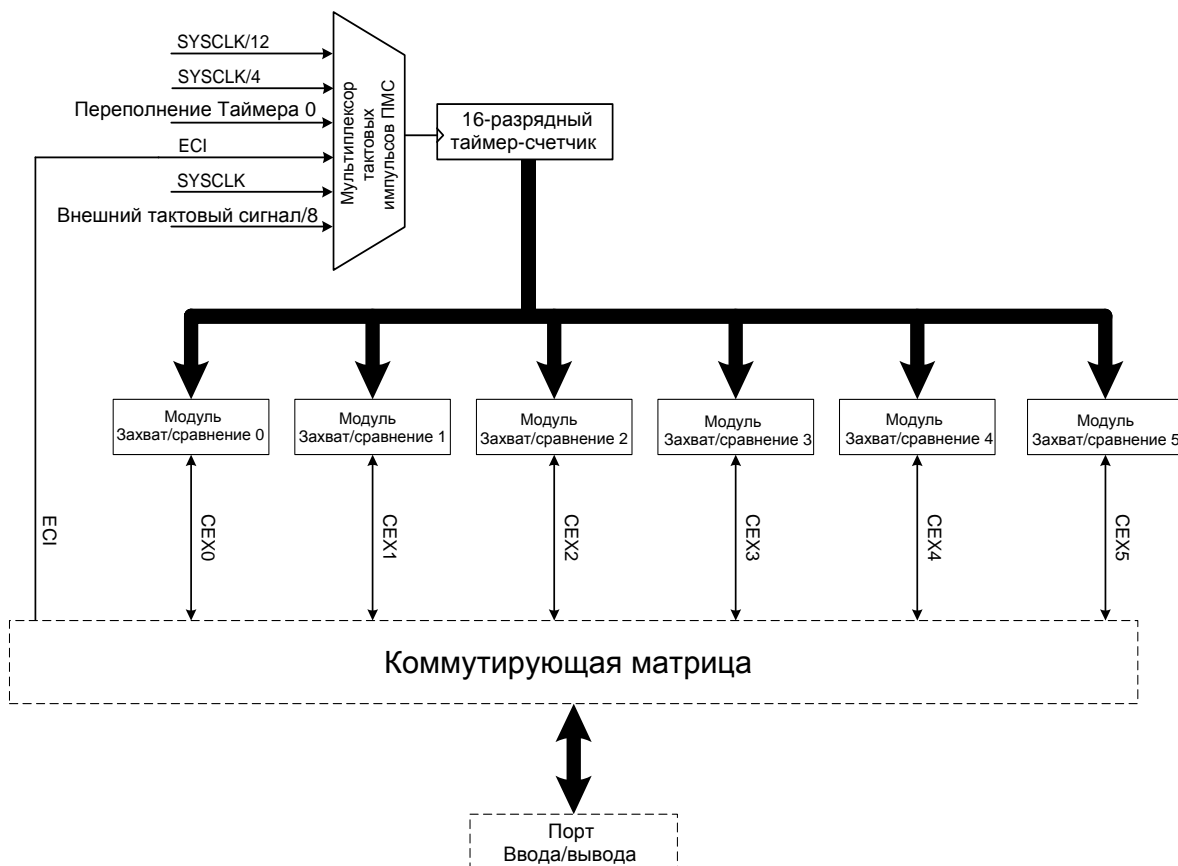 SYSCLK/12
SYSCLK/4
Переполнение Таймера 0
ECI
SYSCLK
Внешний тактовый сигнал/8
Мультиплексор
тактовых
импульсов ПМС
16-разрядный
таймер-счетчик
Модуль
Захват/сравнение 0
Модуль
Захват/сравнение 1
Модуль
Захват/сравнение 2
Модуль
Захват/сравнение 3
Модуль
Захват/сравнение 4
Модуль
Захват/сравнение 5
ECI
CEX0
CEX1
CEX2
CEX3
CEX4
CEX5
Коммутирующая матрица
Порт
Ввода/вывода